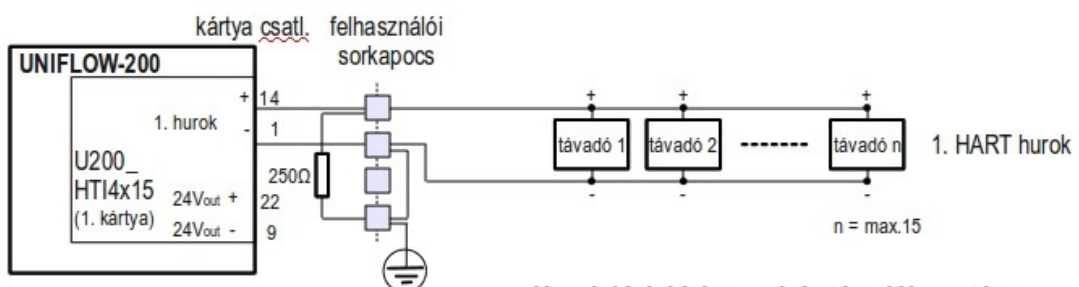 kártya csatl. felhasználói
sorkapocs
UNIFLOW-200
+ 14
1. hurok - 1
U200_
HTI4x15
(1. kártya)
250Ω
24Vout + 22
24Vout - 9
+ + +
távadó 1 távadó 2 távadó n 1. HART hurok
- - -
n = max.15